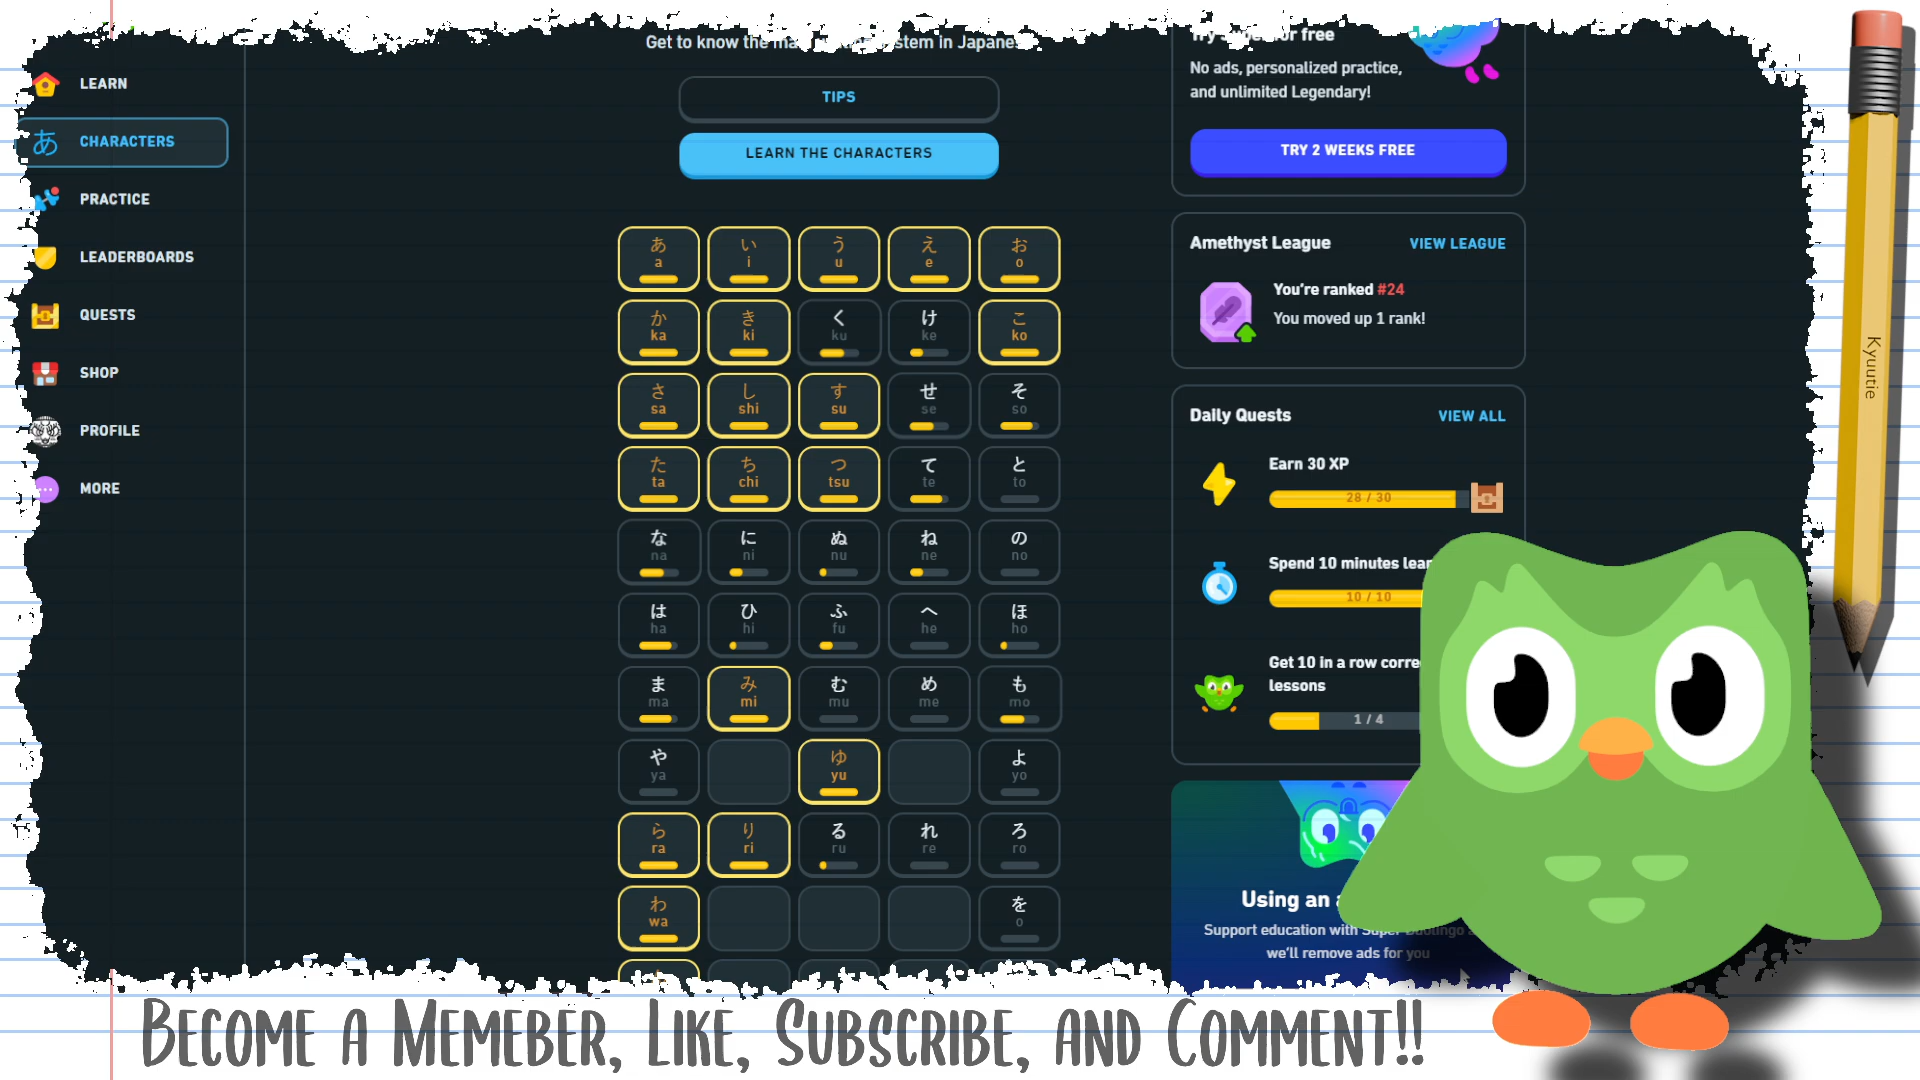 LEARN
CHARACTERS
PRACTICE
LEADERBOARDS
QUESTS
SHOP
PROFILE
MORE
Get to know the in Japanese
TIPS
LEARN THE CHARACTERS
あ い う え お
a i u e o
か き く け こ
ka ki ku ke ko
さ し す せ そ
sa shi su se so
た ち つ て と
ta chi tsu te to
な に ぬ ね の
na ni nu ne no
は ひ ふ へ ほ
ha hi fu he ho
ま み む め も
ma mi mu me mo
や ゆ よ
ya yu yo
ら り る れ ろ
ra ri ru re ro
わ を
wa o
Try for free
No ads, personalized practice,
and unlimited Legendary!
TRY 2 WEEKS FREE
Amethyst League VIEW LEAGUE
You're ranked #24
You moved up 1 rank!
Daily Quests VIEW ALL
Earn 30 XP
28 / 30
Spend 10 minutes
10 / 10
Get 10 in a row
lessons
1 / 4
Using an
Support education with Super Duolingo
we'll remove ads for you
Kyuutie
BECOME A MEMEBER, LIKE, SUBSCRIBE, AND COMMENT!!